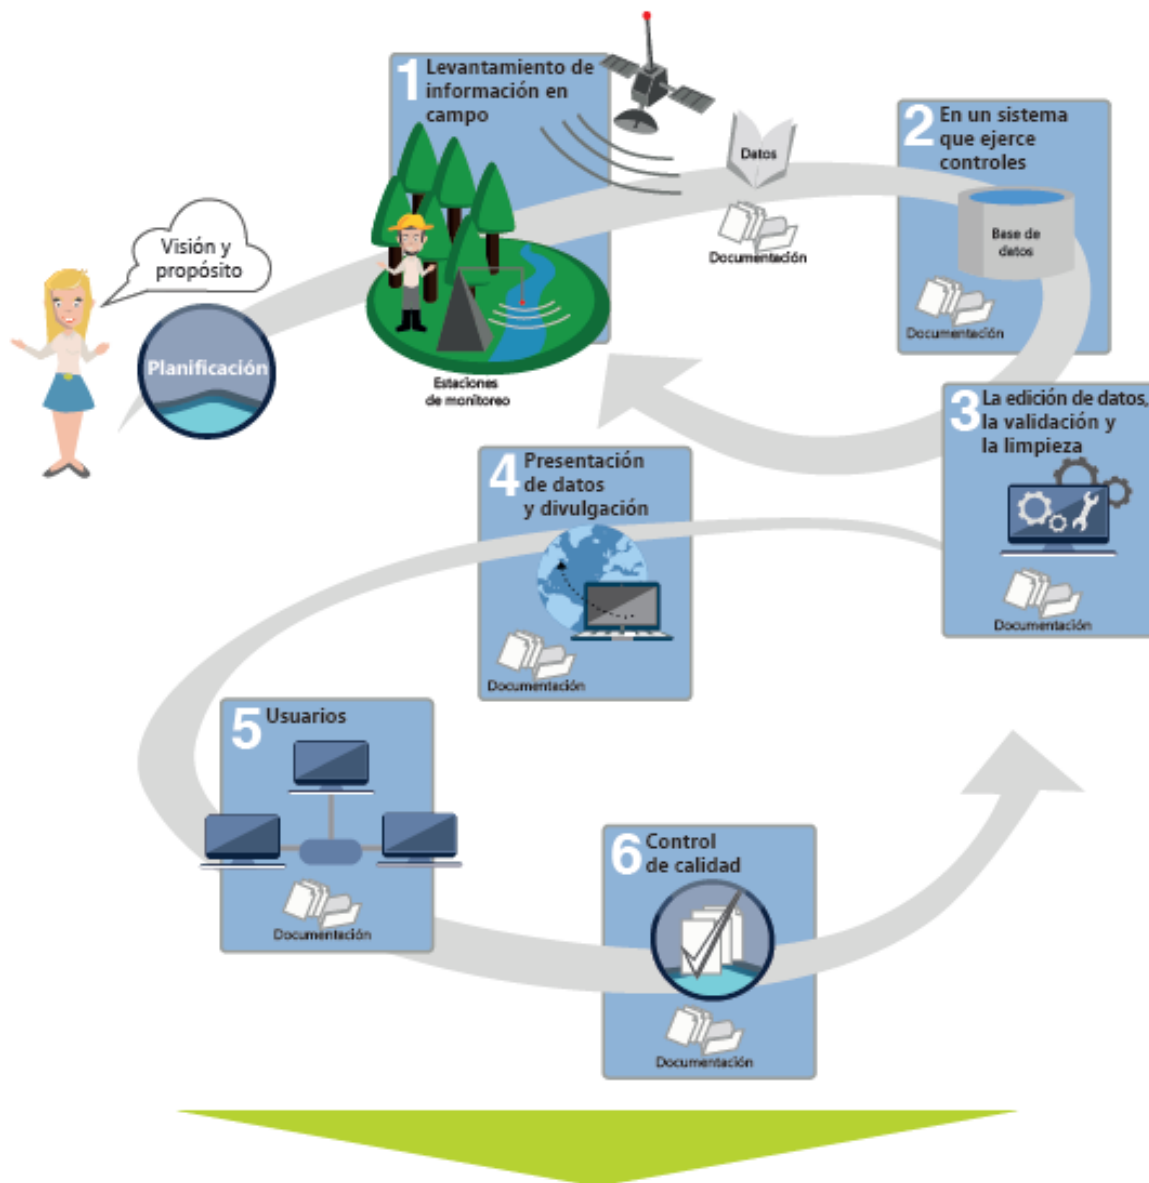 Visión y
propósito
Planificación
1 Levantamiento de
información en
campo
Estaciones
de monitoreo
Datos
Documentación
2 En un sistema
que ejerce
controles
Base de
datos
Documentación
3 La edición de datos,
la validación y
la limpieza
Documentación
4 Presentación
de datos
y divulgación
Documentación
5 Usuarios
Documentación
6 Control
de calidad
Documentación